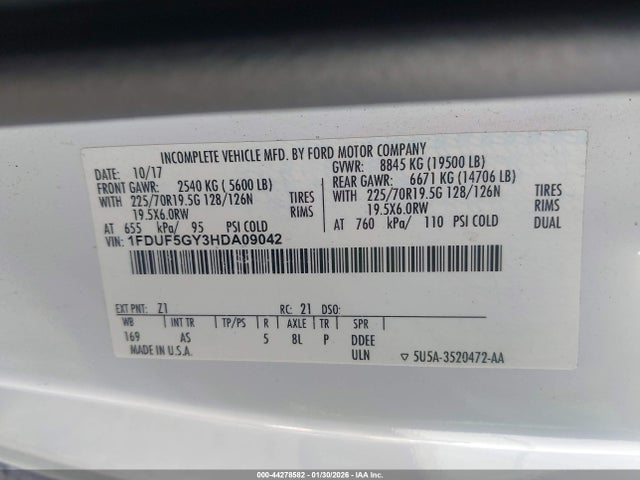 INCOMPLETE VEHICLE MFD. BY FORD MOTOR COMPANY
DATE: 10/17 GVWR: 8845 KG (19500 LB)
FRONT GAWR: 2540 KG (5600 LB) REAR GAWR: 6671 KG (14706 LB)
WITH 225/70R19.5G 128/126N TIRES WITH 225/70R19.5G 128/126N TIRES
19.5X6.0RW RIMS 19.5X6.0RW RIMS
AT 655 kPa/ 95 PSI COLD AT 760 kPa/ 110 PSI COLD DUAL
VIN: 1FDUF5GY3HDA09042
EXT PNT: Z1 RC: 21 DSO:
WB INT TR TP/PS R AXLE TR SPR
169 AS 5 8L P DDEE
MADE IN U.S.A. ULN ▽ 5U5A-3520472-AA
000-44278582 | 01/30/2026 - IAA, Inc.